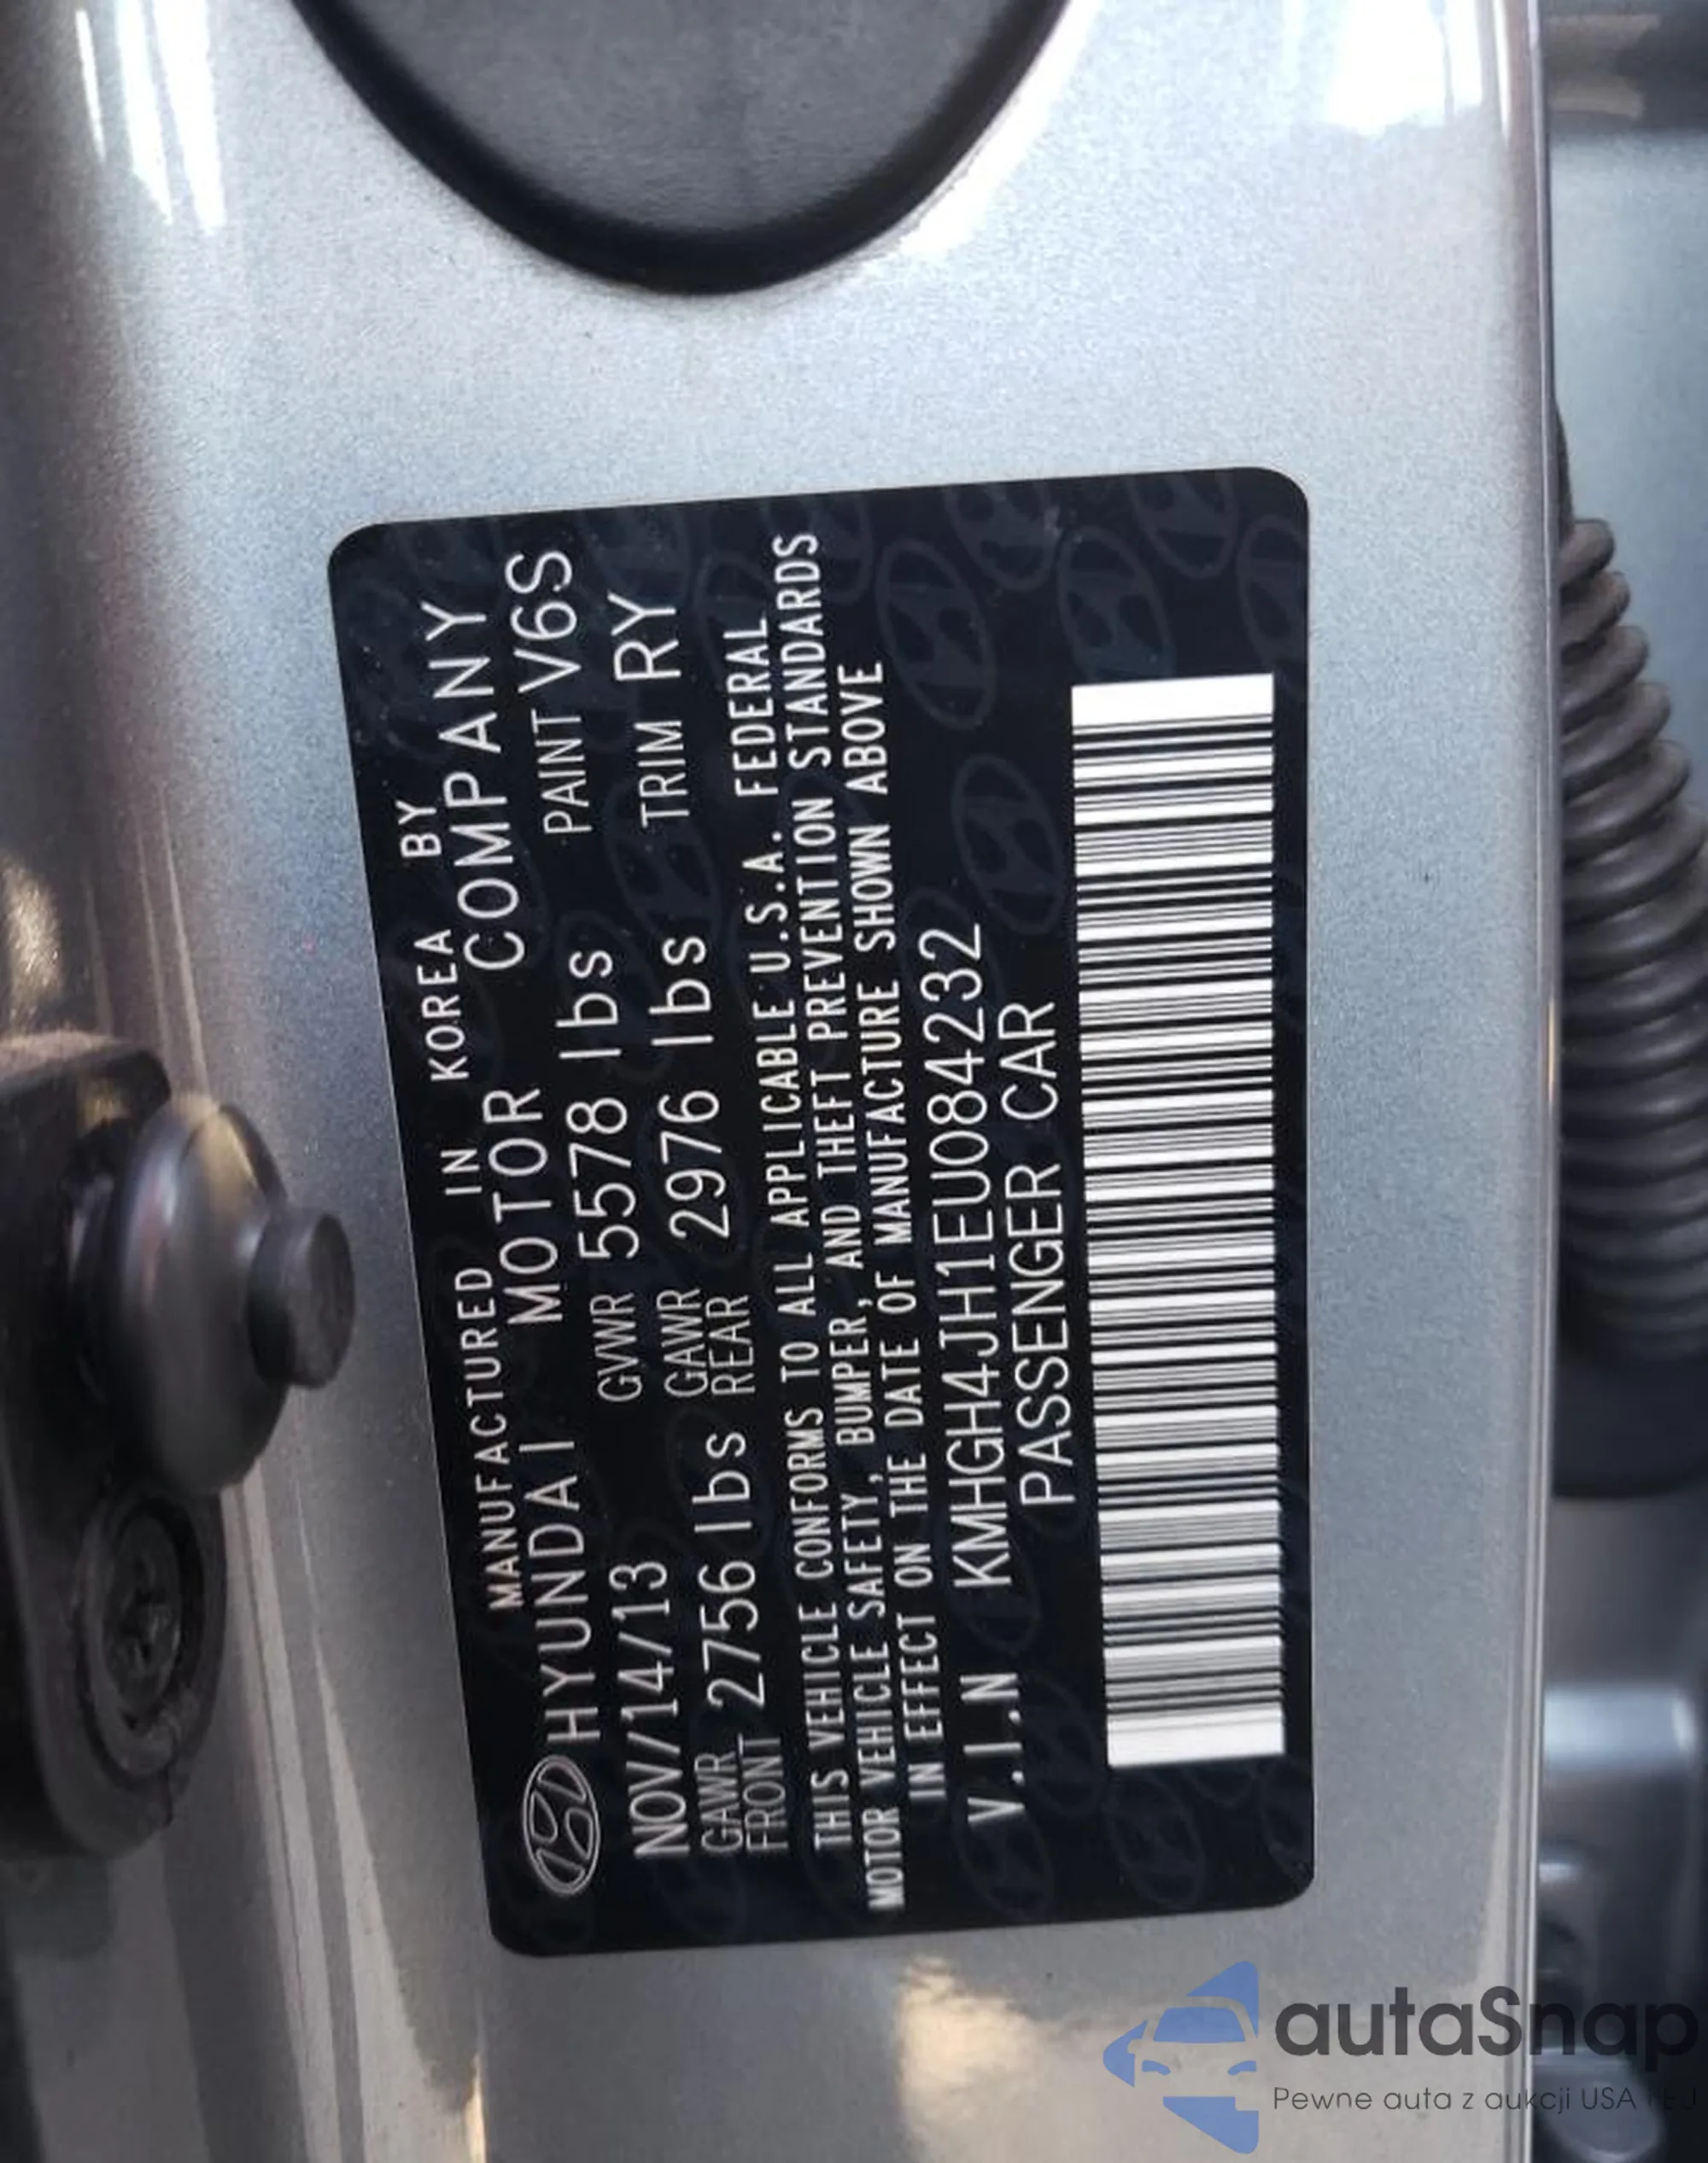 MANUFACTURED IN KOREA BY
HYUNDAI MOTOR COMPANY
NOV/14/13 GVWR 5578 lbs PAINT V6S
GAWR FRONT 2756 lbs GAWR REAR 2976 lbs TRIM RY
THIS VEHICLE CONFORMS TO ALL APPLICABLE U.S.A. FEDERAL
MOTOR VEHICLE SAFETY, BUMPER, AND THEFT PREVENTION STANDARDS
IN EFFECT ON THE DATE OF MANUFACTURE SHOWN ABOVE
V.I.N KMHGH4JH1EU084232
PASSENGER CAR
autaSnap
Pewne auta z aukcji USA i EJ